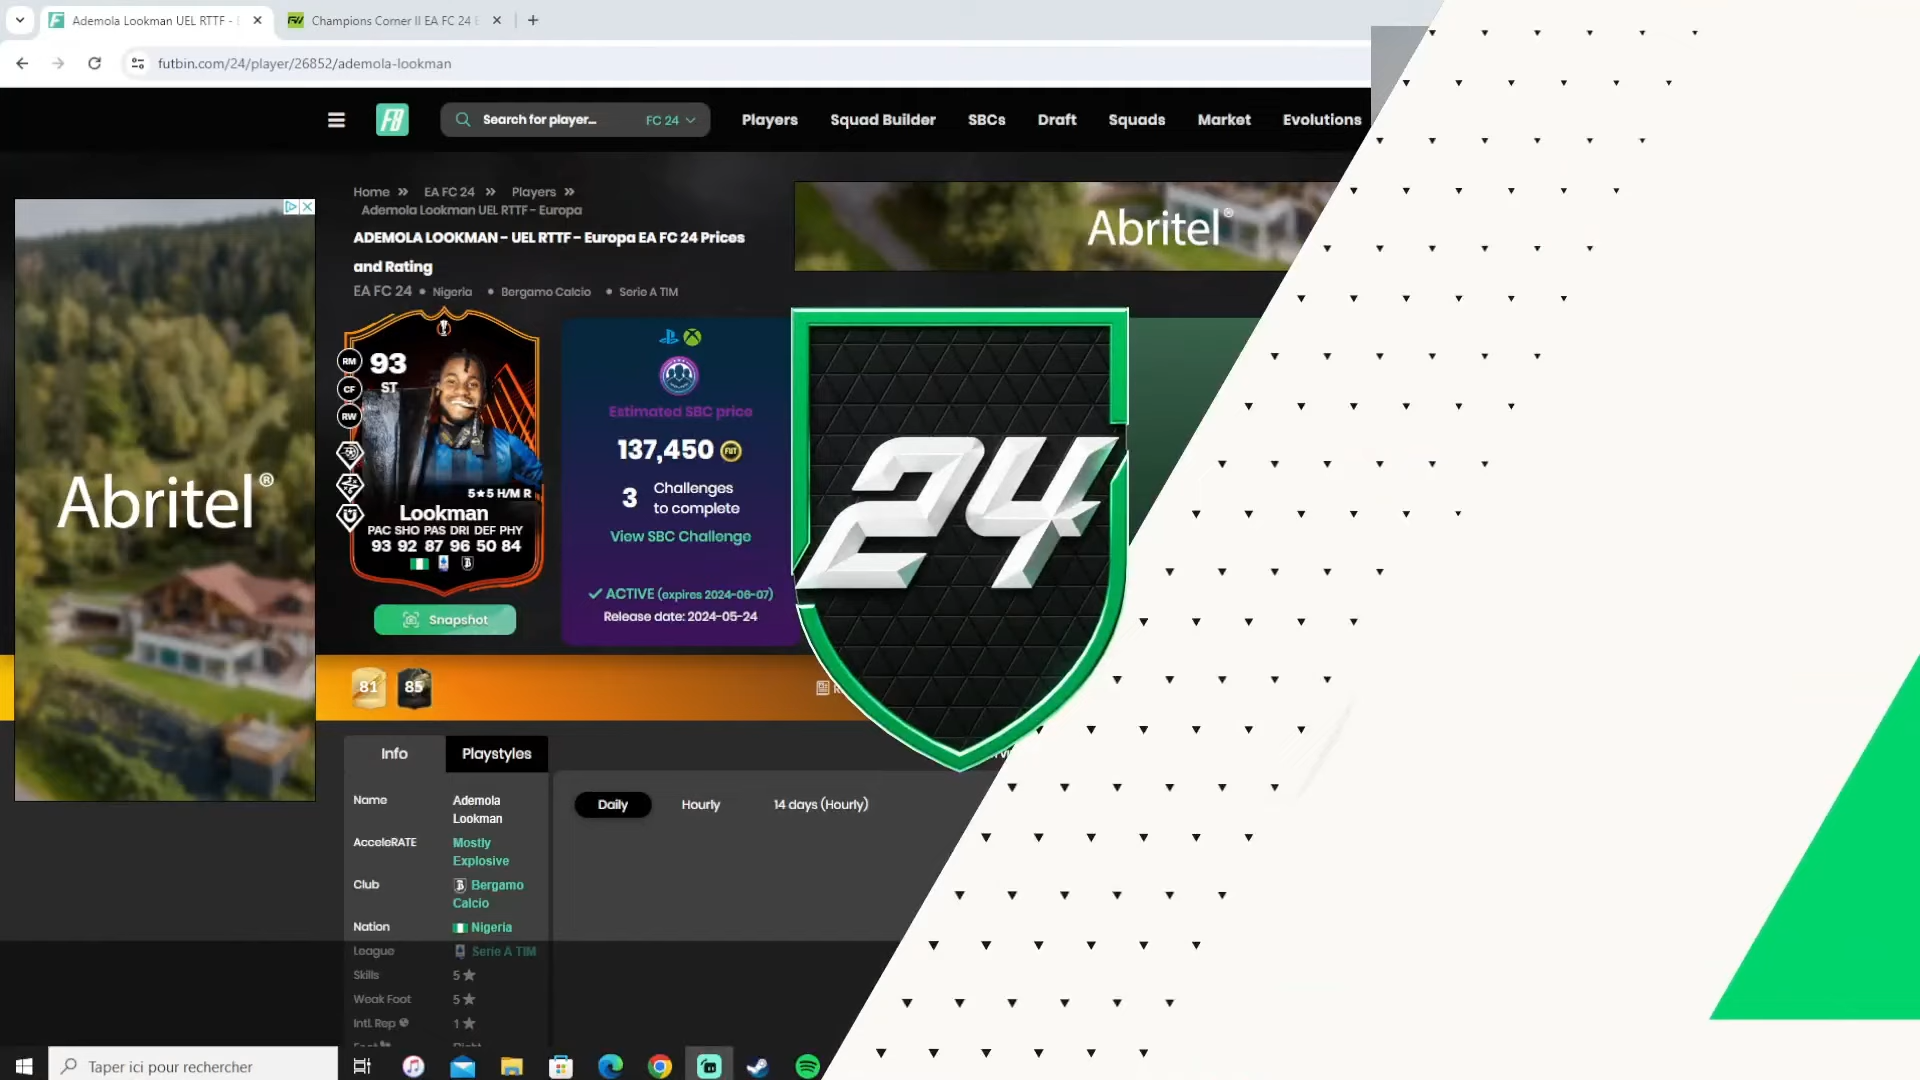 Ademola Lookman UEL RTTF -
Champions Corner II EA FC 24
futbin.com/24/player/26852/ademola-lookman
FB
Search for player...
FC 24
Players
Squad Builder
SBCs
Draft
Squads
Market
Evolutions
Home » EA FC 24 » Players »
Ademola Lookman UEL RTTF - Europa
ADEMOLA LOOKMAN - UEL RTTF - Europa EA FC 24 Prices
and Rating
EA FC 24 • Nigeria • Bergamo Calcio • Serie A TIM
Abritel®
Abritel®
RM
CF
RW
93
ST
5★5 H/M R
Lookman
PAC SHO PAS DRI DEF PHY
93 92 87 96 50 84
Snapshot
Estimated SBC price
137,450
FUT
3
Challenges
to complete
View SBC Challenge
ACTIVE (expires 2024-06-07)
Release date: 2024-05-24
24
81
85
Info
Playstyles
Daily
Hourly
14 days (Hourly)
Name
Ademola
Lookman
AcceleRATE
Mostly
Explosive
Club
Bergamo
Calcio
Nation
Nigeria
League
Serie A TIM
Skills
5★
Weak Foot
5★
Intl. Rep
1★
Taper ici pour rechercher